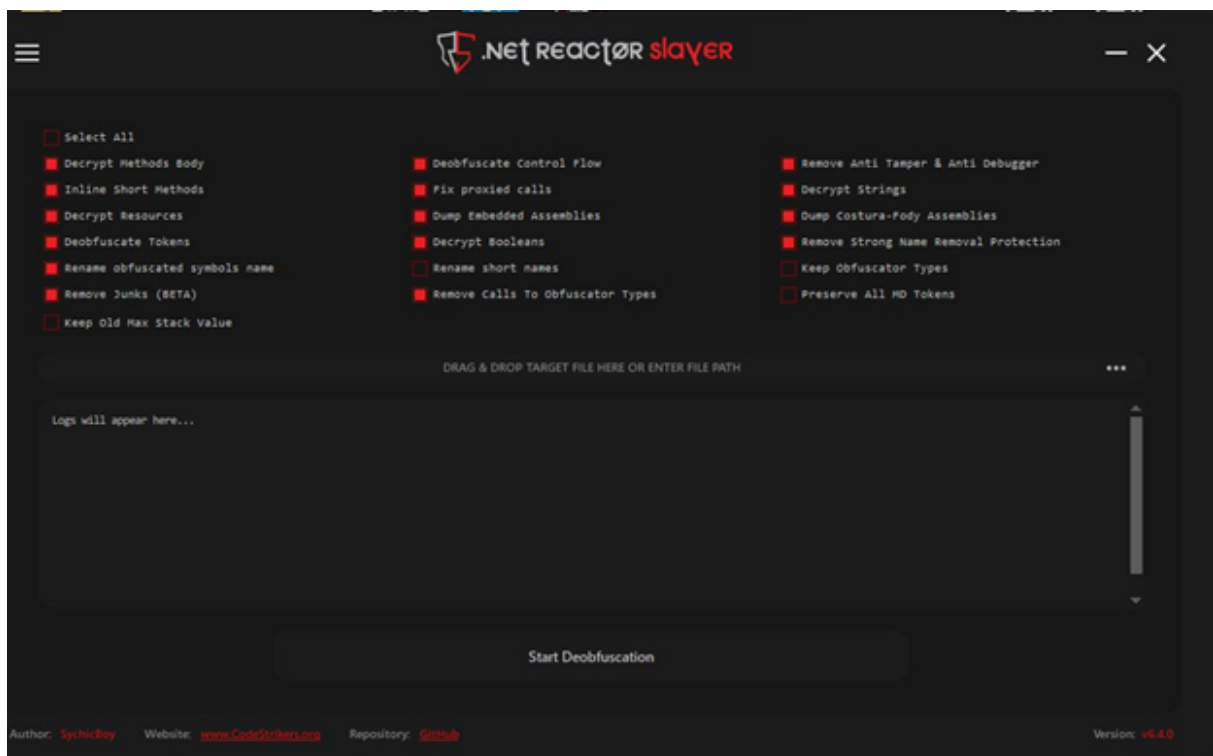 .NET REACTOR SLAYER
Select All
Decrypt Methods Body
Deobfuscate Control Flow
Remove Anti Tamper & Anti Debugger
Inline Short Methods
Fix proxied calls
Decrypt Strings
Decrypt Resources
Dump Embedded Assemblies
Dump Costura-Fody Assemblies
Deobfuscate Tokens
Decrypt Booleans
Remove Strong Name Removal Protection
Rename obfuscated symbols name
Rename short names
Keep Obfuscator Types
Remove Junks (BETA)
Remove Calls To Obfuscator Types
Preserve All MD Tokens
Keep Old Max Stack Value
DRAG & DROP TARGET FILE HERE OR ENTER FILE PATH
Logs will appear here...
Start Deobfuscation
Author: SychicBoy Website: www.CodeStrikers.org Repository: GitHub Version: v6.4.0